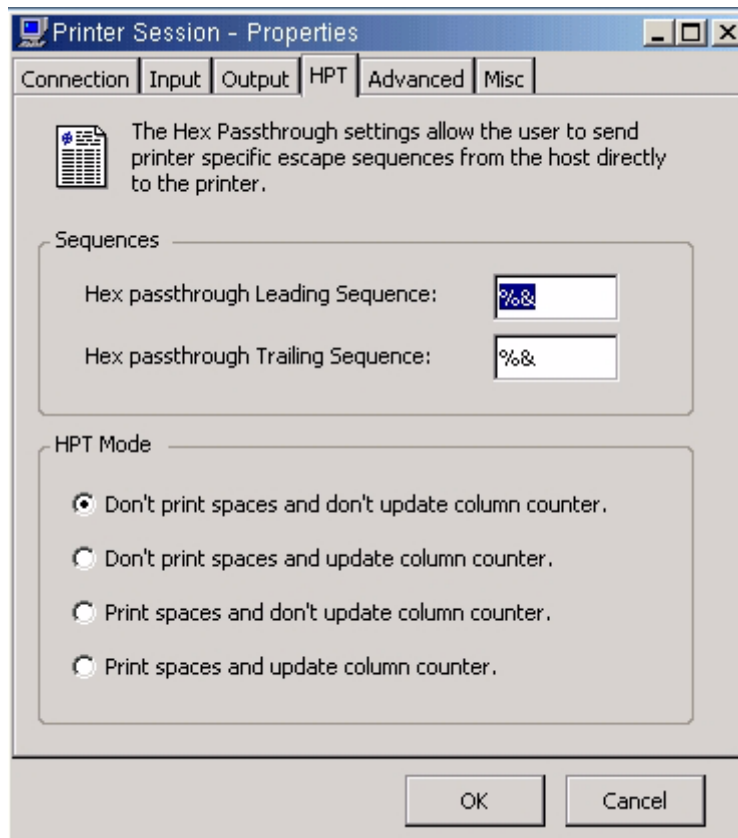 Printer Session - Properties
Connection Input Output HPT Advanced Misc
The Hex Passthrough settings allow the user to send
printer specific escape sequences from the host directly
to the printer.
Sequences
Hex passthrough Leading Sequence: %&
Hex passthrough Trailing Sequence: %&
HPT Mode
Don't print spaces and don't update column counter.
Don't print spaces and update column counter.
Print spaces and don't update column counter.
Print spaces and update column counter.
OK Cancel